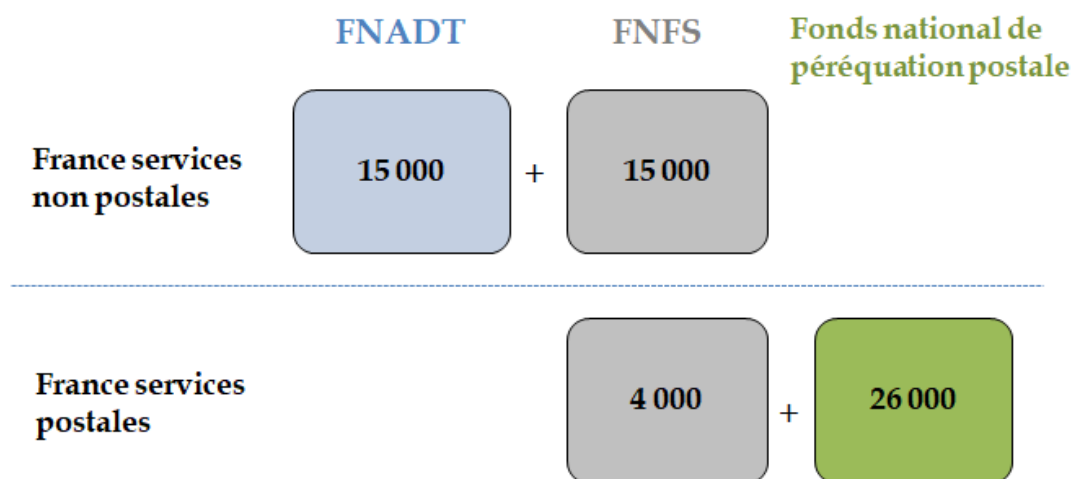 FNADT
FNFS
Fonds national de
péréquation postale
France services
non postales
15 000
+
15 000
France services
postales
4 000
+
26 000